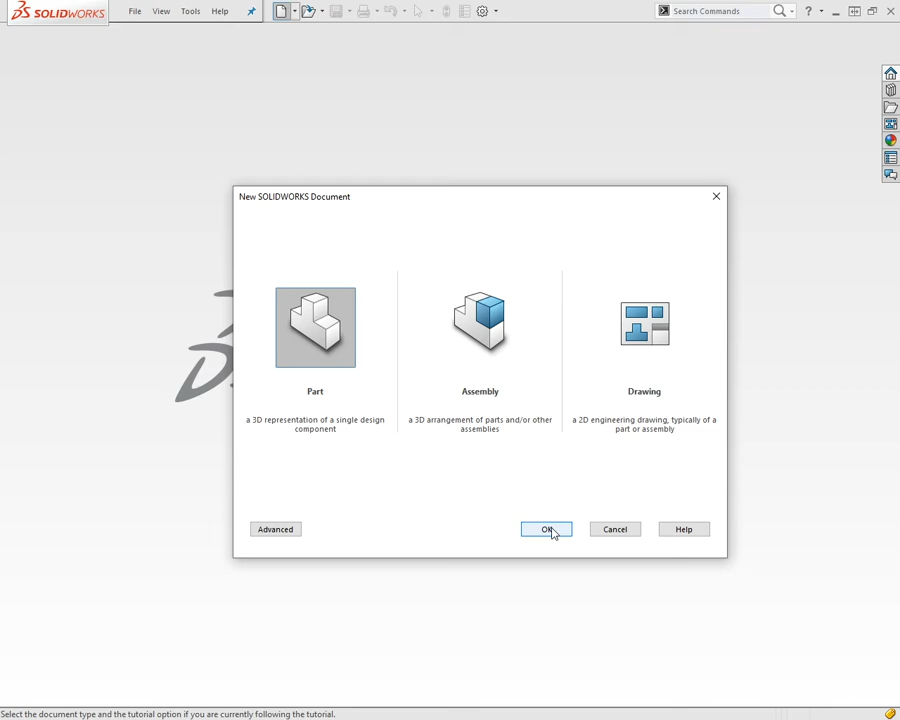 SOLIDWORKS File View Tools Help Search Commands ?
New SOLIDWORKS Document
Part Assembly Drawing
a 3D representation of a single design component
a 3D arrangement of parts and/or other assemblies
a 2D engineering drawing, typically of a part or assembly
Advanced OK Cancel Help
Select the document type and the tutorial option if you are currently following the tutorial.